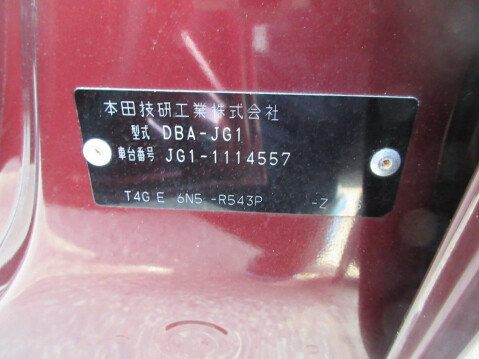 本田技研工業株式会社
型式 DBA-JG1
車台番号 JG1-1114557
T4G E 6N5 -R543P -Z